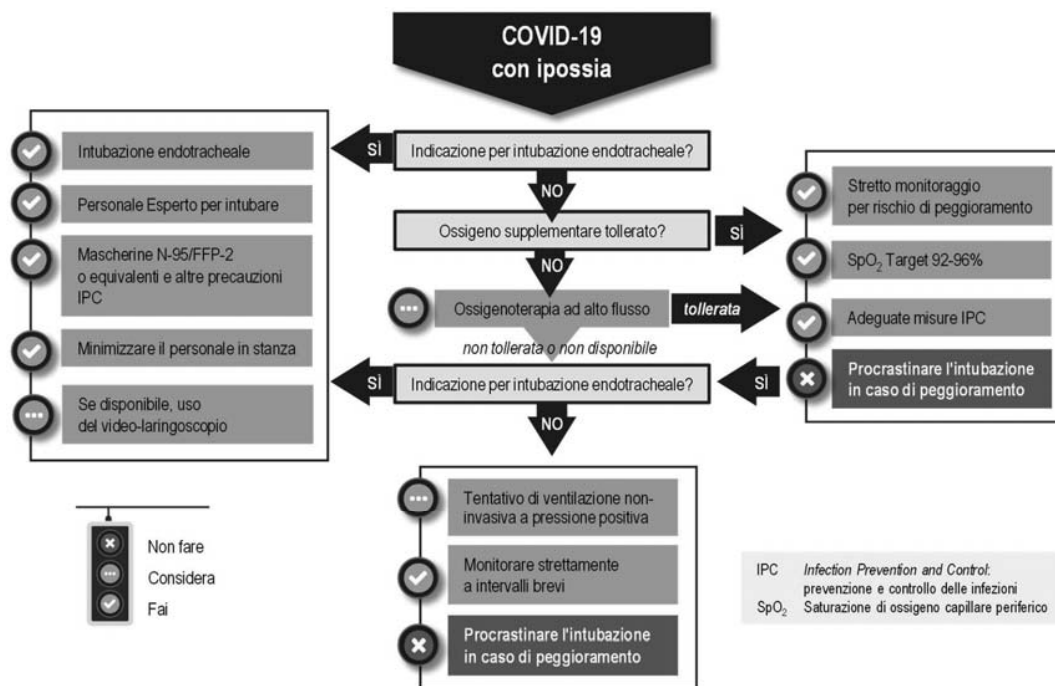 COVID-19
con ipossia
Indicazione per intubazione endotracheale?
SÌ
Intubazione endotracheale
Personale Esperto per intubare
Mascherine N-95/FFP-2
o equivalenti e altre precauzioni
IPC
Minimizzare il personale in stanza
Se disponibile, uso
del video-laringoscopio
NO
Ossigeno supplementare tollerato?
SÌ
Stretto monitoraggio
per rischio di peggioramento
SpO₂ Target 92-96%
Adeguate misure IPC
Procrastinare l'intubazione
in caso di peggioramento
NO
Ossigenoterapia ad alto flusso
tollerata
non tollerata o non disponibile
SÌ
Indicazione per intubazione endotracheale?
SÌ
NO
Tentativo di ventilazione non-
invasiva a pressione positiva
Monitorare strettamente
a intervalli brevi
Procrastinare l'intubazione
in caso di peggioramento
Non fare
Considera
Fai
IPC Infection Prevention and Control:
prevenzione e controllo delle infezioni
SpO₂ Saturazione di ossigeno capillare periferico